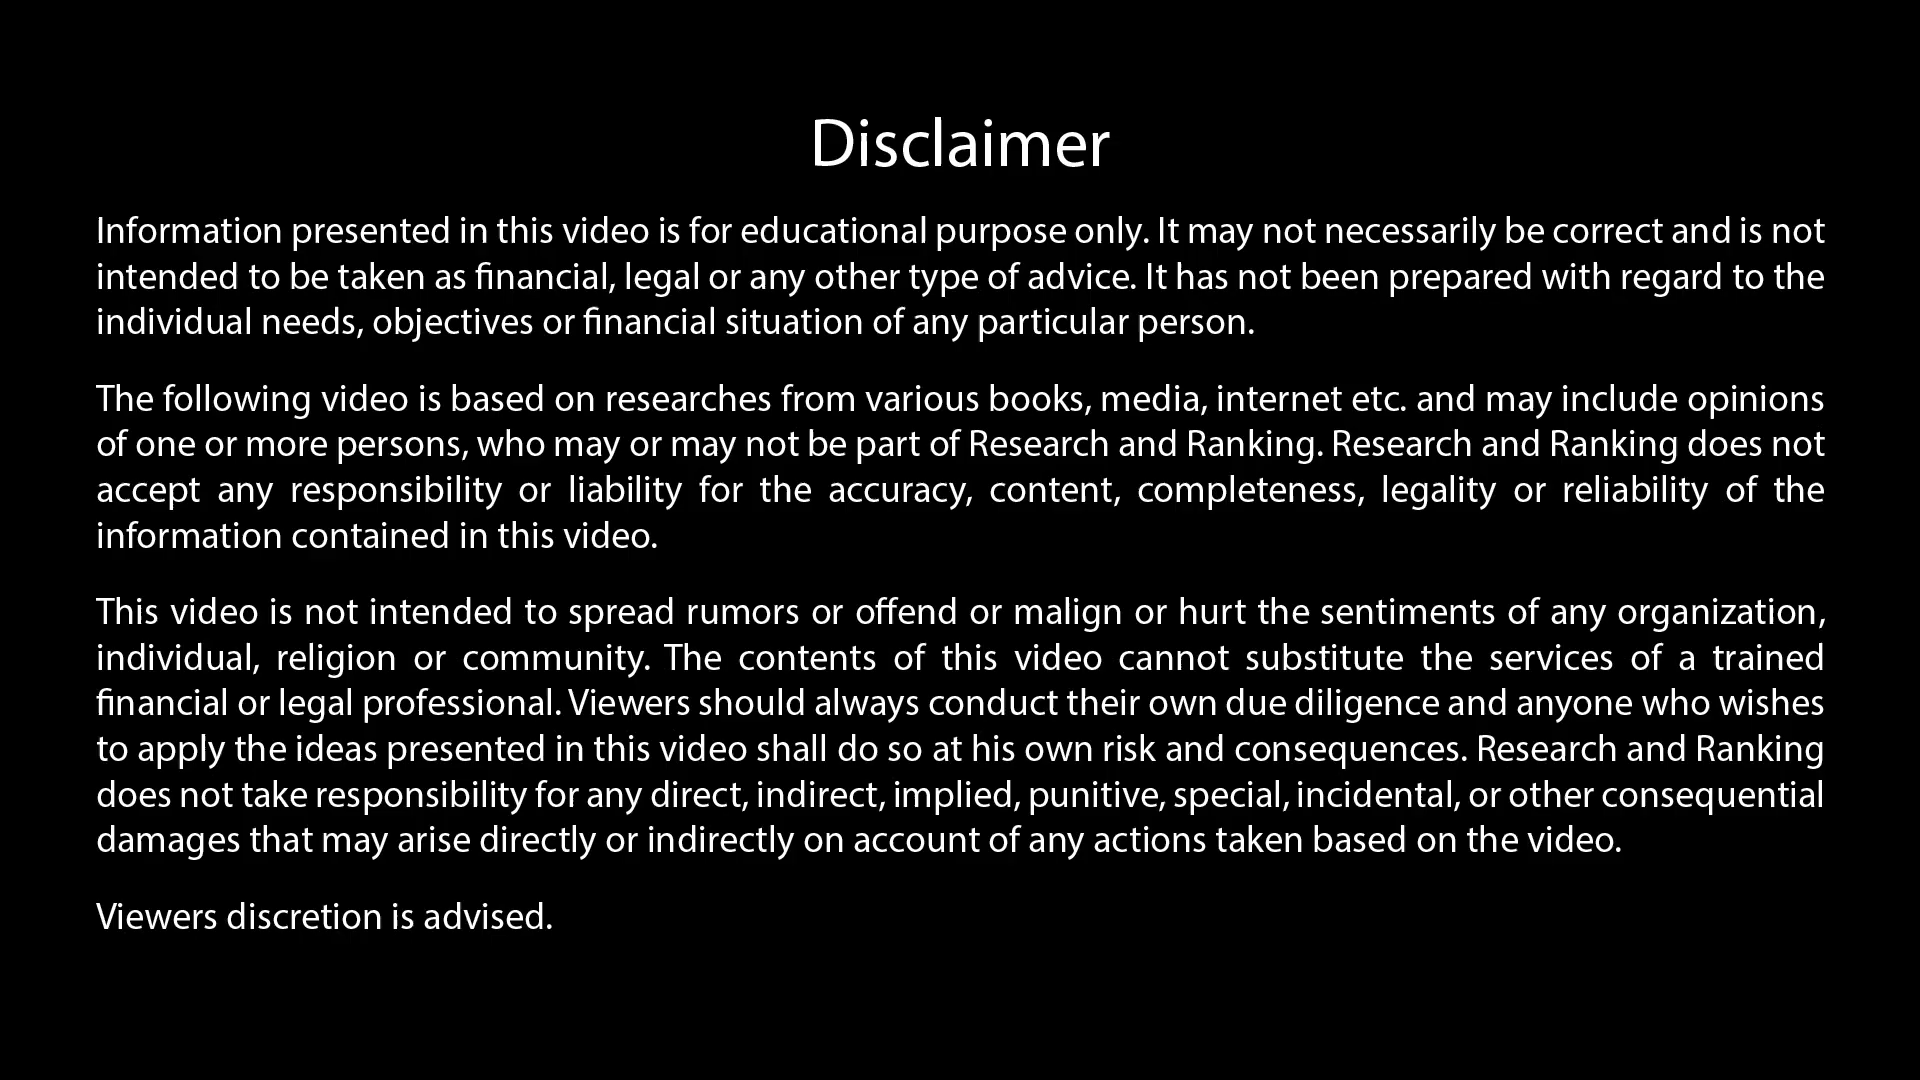 Disclaimer
Information presented in this video is for educational purpose only. It may not necessarily be correct and is not
intended to be taken as financial, legal or any other type of advice. It has not been prepared with regard to the
individual needs, objectives or financial situation of any particular person.
The following video is based on researches from various books, media, internet etc. and may include opinions
of one or more persons, who may or may not be part of Research and Ranking. Research and Ranking does not
accept any responsibility or liability for the accuracy, content, completeness, legality or reliability of the
information contained in this video.
This video is not intended to spread rumors or offend or malign or hurt the sentiments of any organization,
individual, religion or community. The contents of this video cannot substitute the services of a trained
financial or legal professional. Viewers should always conduct their own due diligence and anyone who wishes
to apply the ideas presented in this video shall do so at his own risk and consequences. Research and Ranking
does not take responsibility for any direct, indirect, implied, punitive, special, incidental, or other consequential
damages that may arise directly or indirectly on account of any actions taken based on the video.
Viewers discretion is advised.